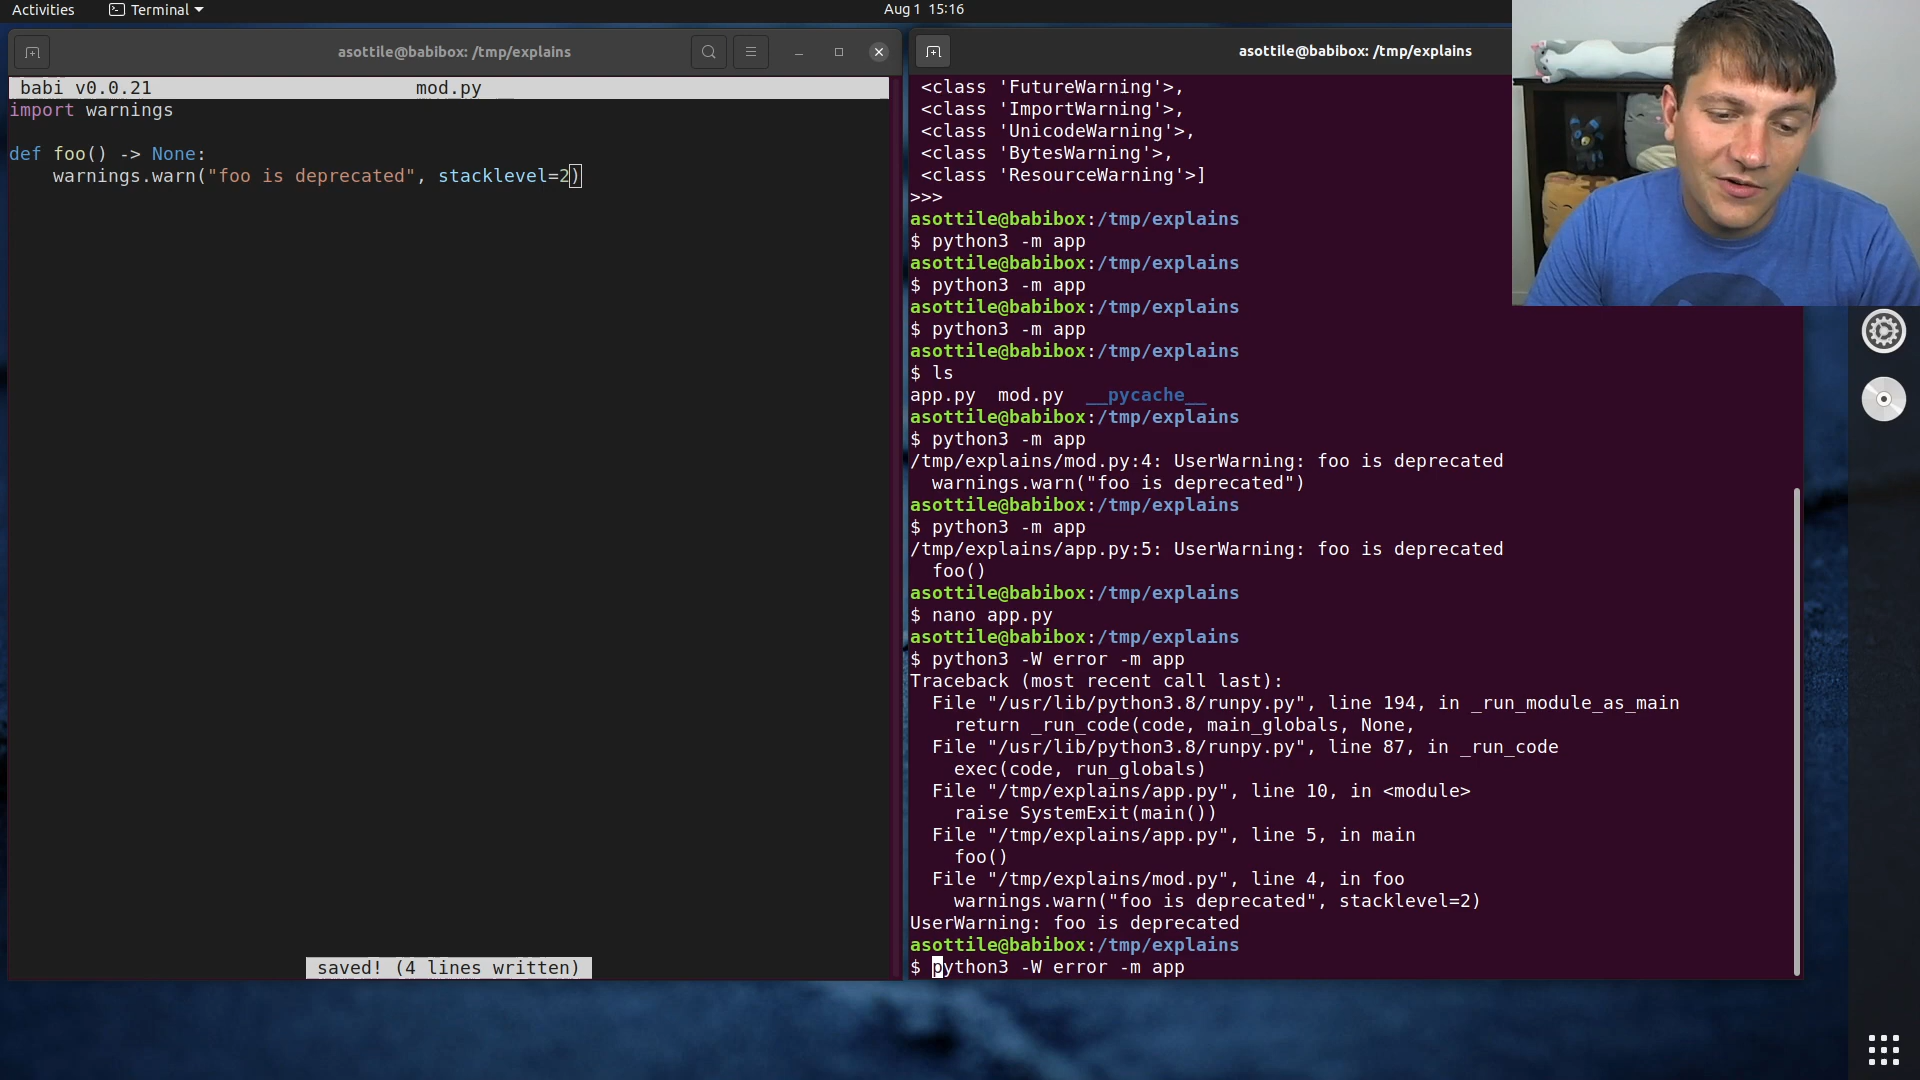 Activities
Terminal
Aug 1 15:16
asottile@babibox: /tmp/explains
babi v0.0.21 mod.py
import warnings
def foo() -> None:
    warnings.warn("foo is deprecated", stacklevel=2)
saved! (4 lines written)
asottile@babibox: /tmp/explains
 <class 'FutureWarning'>,
 <class 'ImportWarning'>,
 <class 'UnicodeWarning'>,
 <class 'BytesWarning'>,
 <class 'ResourceWarning'>]
>>>
asottile@babibox:/tmp/explains
$ python3 -m app
asottile@babibox:/tmp/explains
$ python3 -m app
asottile@babibox:/tmp/explains
$ python3 -m app
asottile@babibox:/tmp/explains
$ ls
app.py  mod.py  __pycache__
asottile@babibox:/tmp/explains
$ python3 -m app
/tmp/explains/mod.py:4: UserWarning: foo is deprecated
  warnings.warn("foo is deprecated")
asottile@babibox:/tmp/explains
$ python3 -m app
/tmp/explains/app.py:5: UserWarning: foo is deprecated
  foo()
asottile@babibox:/tmp/explains
$ nano app.py
asottile@babibox:/tmp/explains
$ python3 -W error -m app
Traceback (most recent call last):
  File "/usr/lib/python3.8/runpy.py", line 194, in _run_module_as_main
    return _run_code(code, main_globals, None,
  File "/usr/lib/python3.8/runpy.py", line 87, in _run_code
    exec(code, run_globals)
  File "/tmp/explains/app.py", line 10, in <module>
    raise SystemExit(main())
  File "/tmp/explains/app.py", line 5, in main
    foo()
  File "/tmp/explains/mod.py", line 4, in foo
    warnings.warn("foo is deprecated", stacklevel=2)
UserWarning: foo is deprecated
asottile@babibox:/tmp/explains
$ python3 -W error -m app